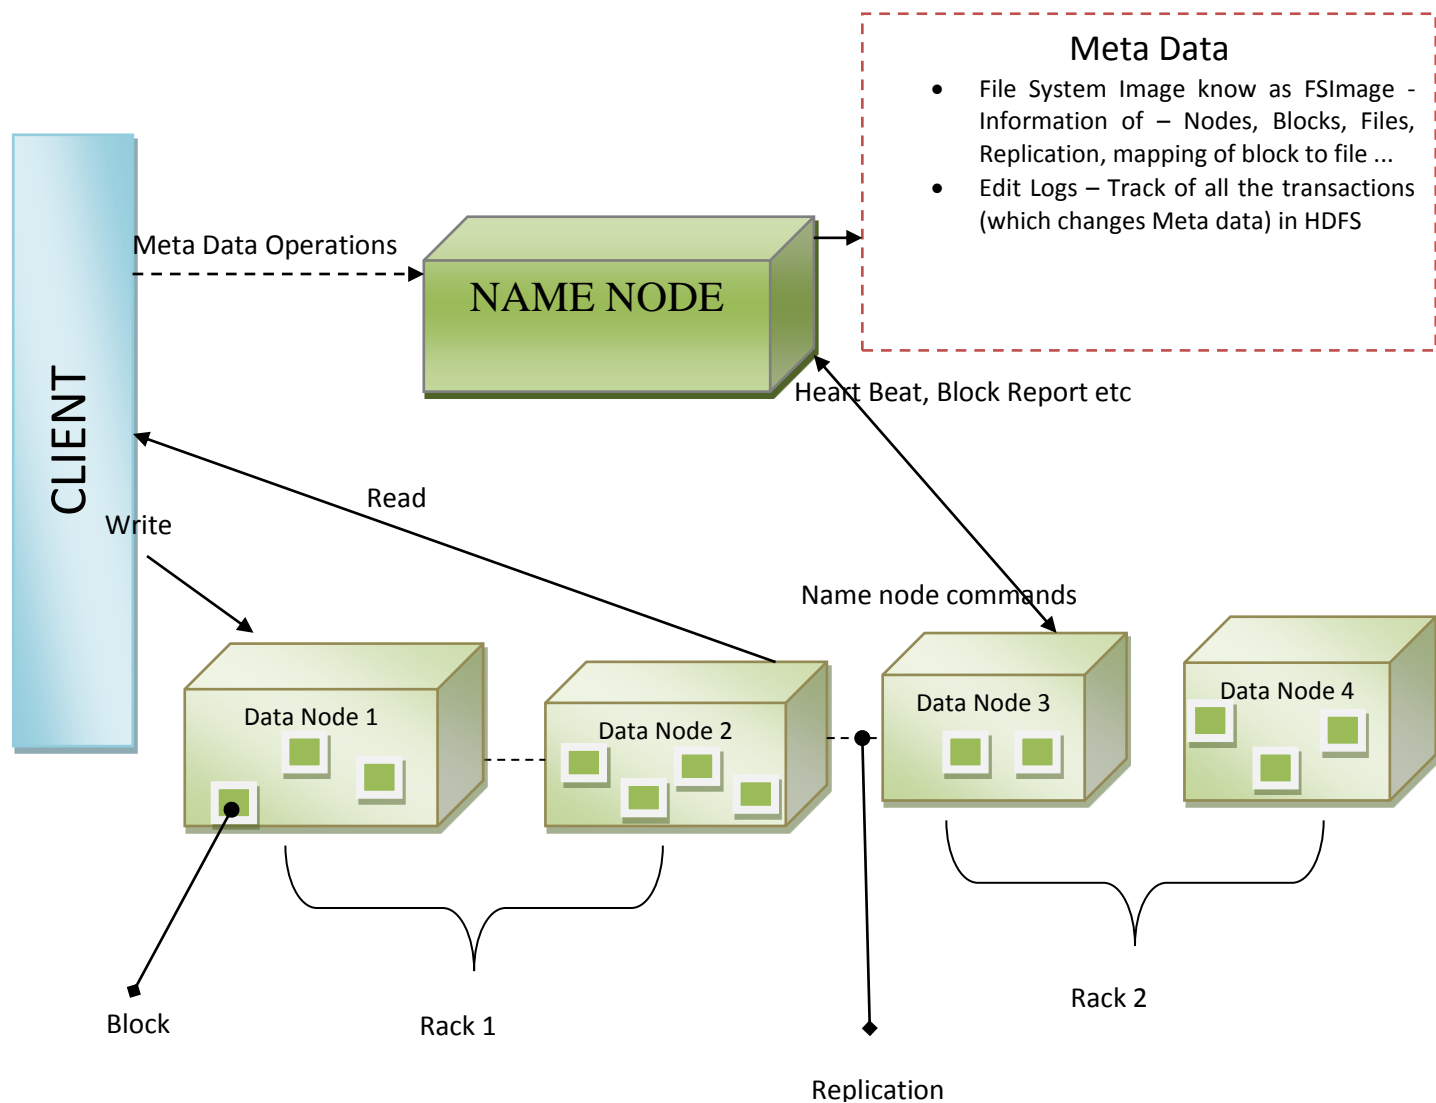 Meta Data
• File System Image know as FSImage -
Information of – Nodes, Blocks, Files,
Replication, mapping of block to file ...
• Edit Logs – Track of all the transactions
(which changes Meta data) in HDFS
Meta Data Operations
NAME NODE
CLIENT
Heart Beat, Block Report etc
Read
Write
Name node commands
Data Node 1
Data Node 2
Data Node 3
Data Node 4
Block
Rack 1
Rack 2
Replication